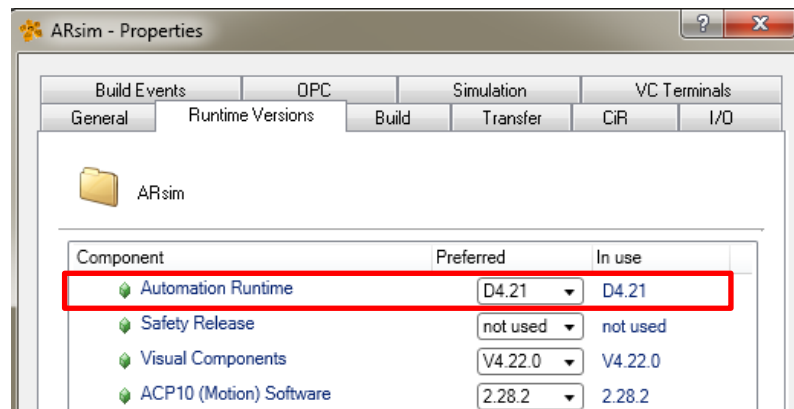 ARsim - Properties
? X
Build Events OPC Simulation VC Terminals
General Runtime Versions Build Transfer CiR I/O
ARsim
Component Preferred In use
Automation Runtime D4.21 D4.21
Safety Release not used not used
Visual Components V4.22.0 V4.22.0
ACP10 (Motion) Software 2.28.2 2.28.2